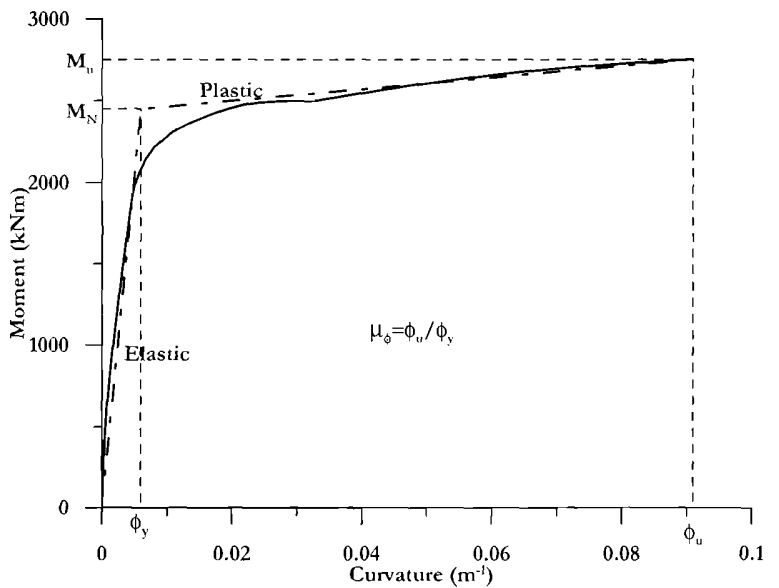 3000
M_u
Plastic
M_N
2000
Moment (kNm)
μ_ϕ=ϕ_u/ϕ_y
1000
Elastic
0
ϕ_y
ϕ_u
0
0.02
0.04
0.06
0.08
0.1
Curvature (m⁻¹)